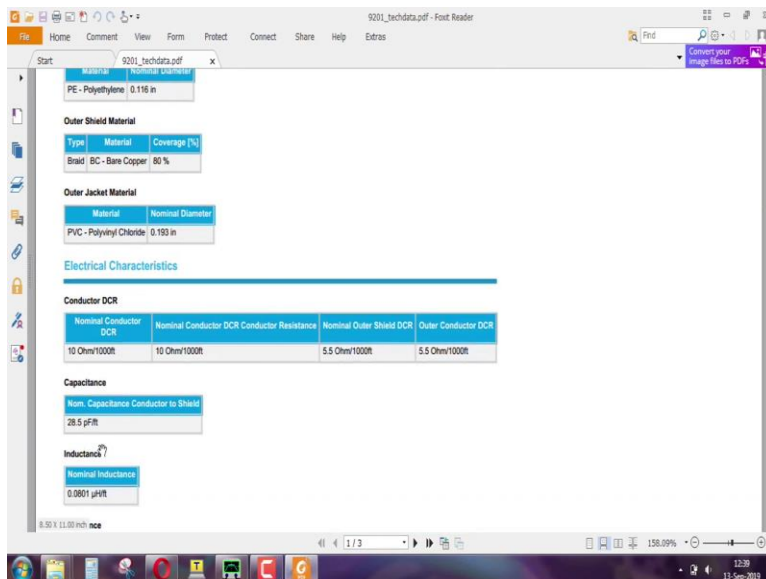 9201_techdata.pdf - Foxit Reader
File Home Comment View Form Protect Connect Share Help Extras
Find
Start 9201_techdata.pdf x
Convert your
image files to PDFs
Material Nominal Diameter
PE - Polyethylene 0.116 in
Outer Shield Material
Type Material Coverage [%]
Braid BC - Bare Copper 80 %
Outer Jacket Material
Material Nominal Diameter
PVC - Polyvinyl Chloride 0.193 in
Electrical Characteristics
Conductor DCR
Nominal Conductor
DCR
Nominal Conductor DCR Conductor Resistance Nominal Outer Shield DCR Outer Conductor DCR
10 Ohm/1000ft 10 Ohm/1000ft 5.5 Ohm/1000ft 5.5 Ohm/1000ft
Capacitance
Nom. Capacitance Conductor to Shield
28.5 pF/ft
Inductance
Nominal Inductance
0.0801 µH/ft
8.50 X 11.00 inch nce
1 / 3
158.09%
12:39
13-Sep-2019